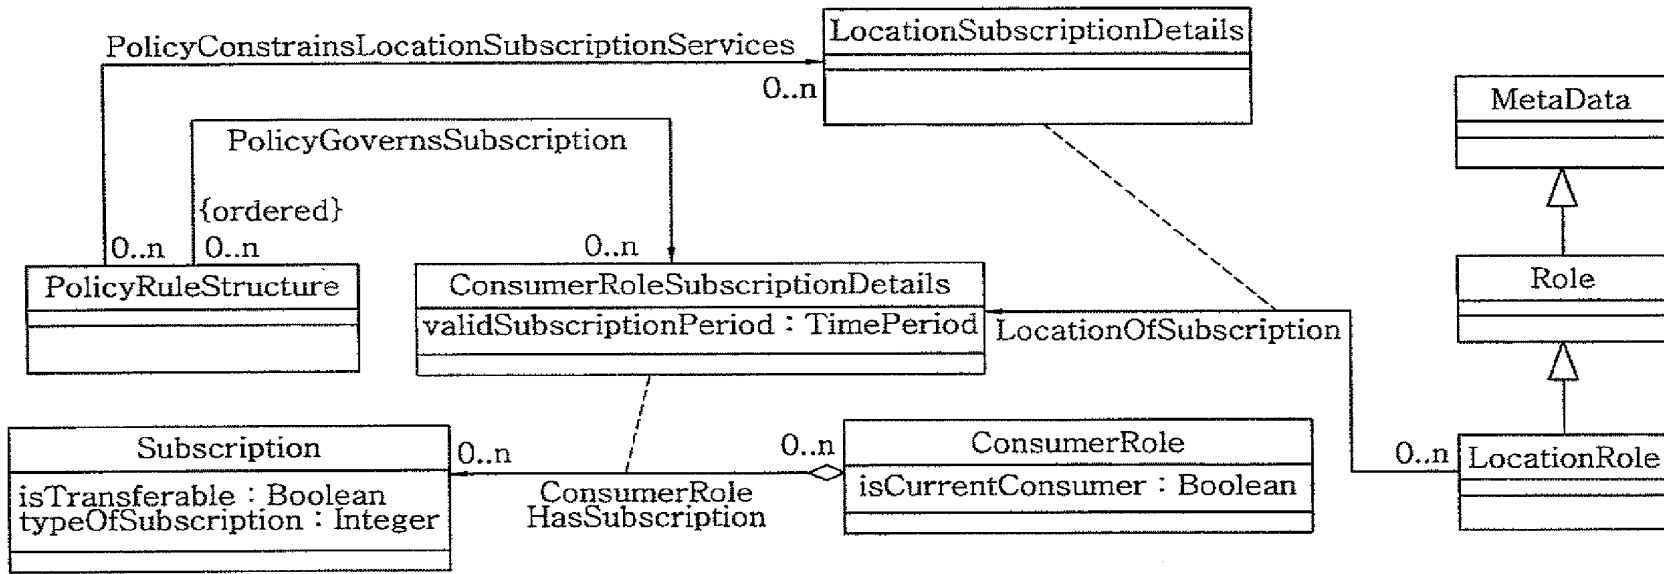 LocationSubscriptionDetails
PolicyConstrainsLocationSubscriptionServices
0..n
MetaData
PolicyGovernsSubscription
{ordered}
0..n
0..n
0..n
PolicyRuleStructure
ConsumerRoleSubscriptionDetails
validSubscriptionPeriod : TimePeriod
Role
LocationOfSubscription
Subscription
isTransferable : Boolean
typeOfSubscription : Integer
0..n
0..n
ConsumerRole
HasSubscription
ConsumerRole
isCurrentConsumer : Boolean
0..n
LocationRole